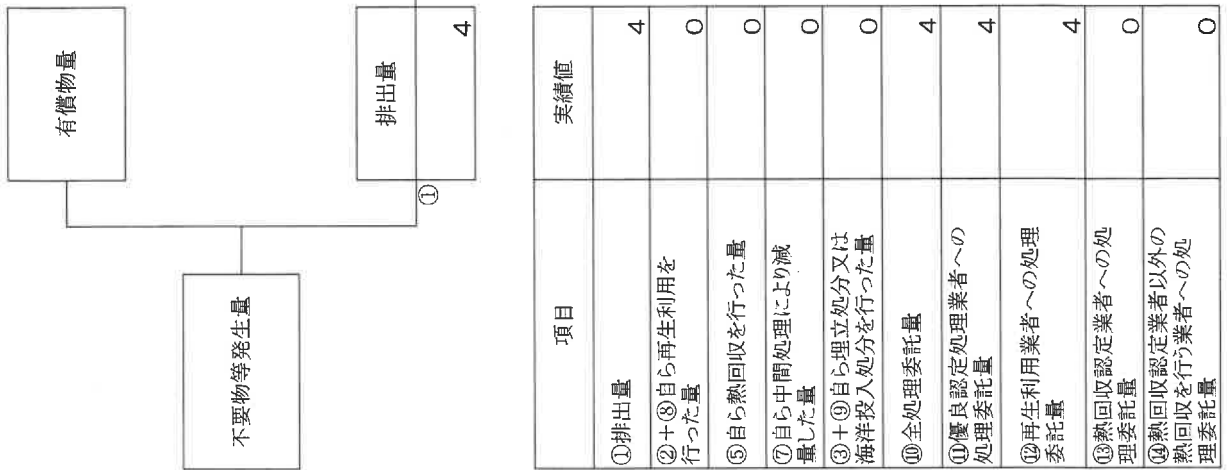 不要物等発生量
有償物量
①
排出量
4
項目
実績値
①排出量
4
②+⑧自ら再生利用を
行った量
0
⑤自ら熱回収を行った量
0
⑦自ら中間処理により減
量した量
0
③+⑨自ら埋立処分又は
海洋投入処分を行った量
0
⑩全処理委託量
4
⑪優良認定処理業者への
処理委託量
4
⑫再生利用業者への処理
委託量
4
⑬熱回収認定業者への処
理委託量
0
⑭熱回収認定業者以外の
熱回収を行う業者への処
理委託量
0